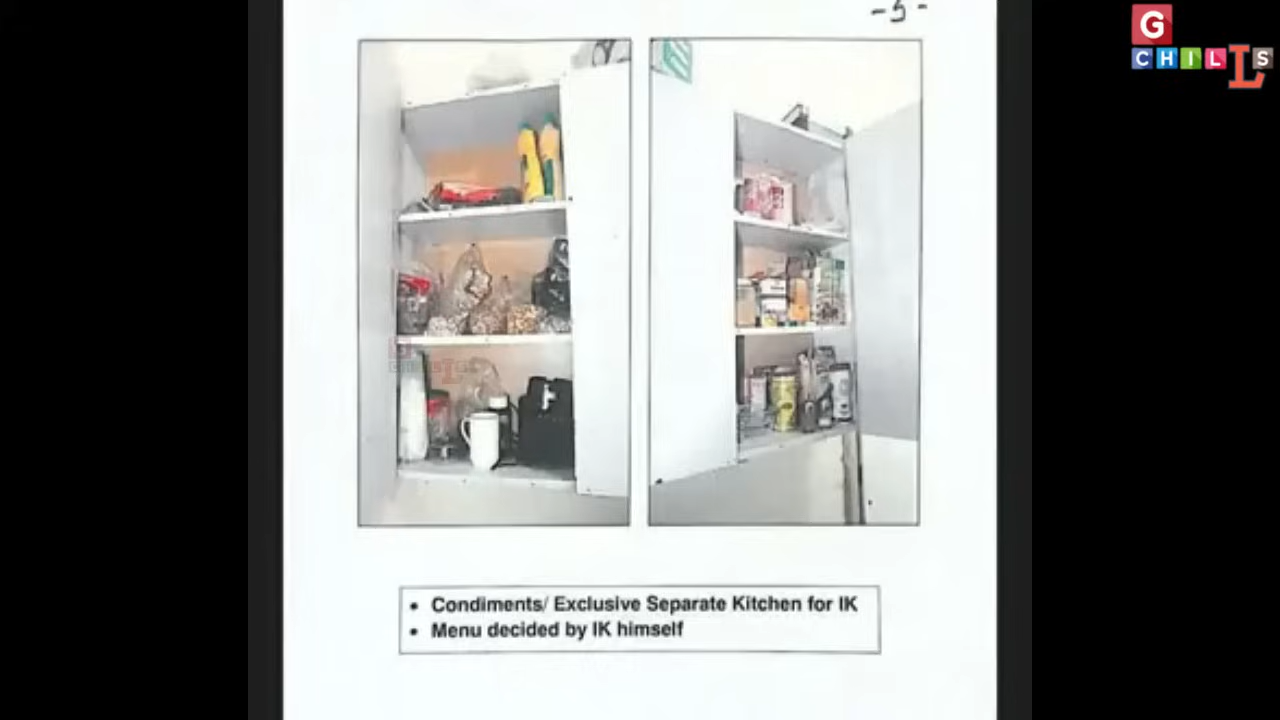 -5-
G
CHILLS
• Condiments/ Exclusive Separate Kitchen for IK
• Menu decided by IK himself